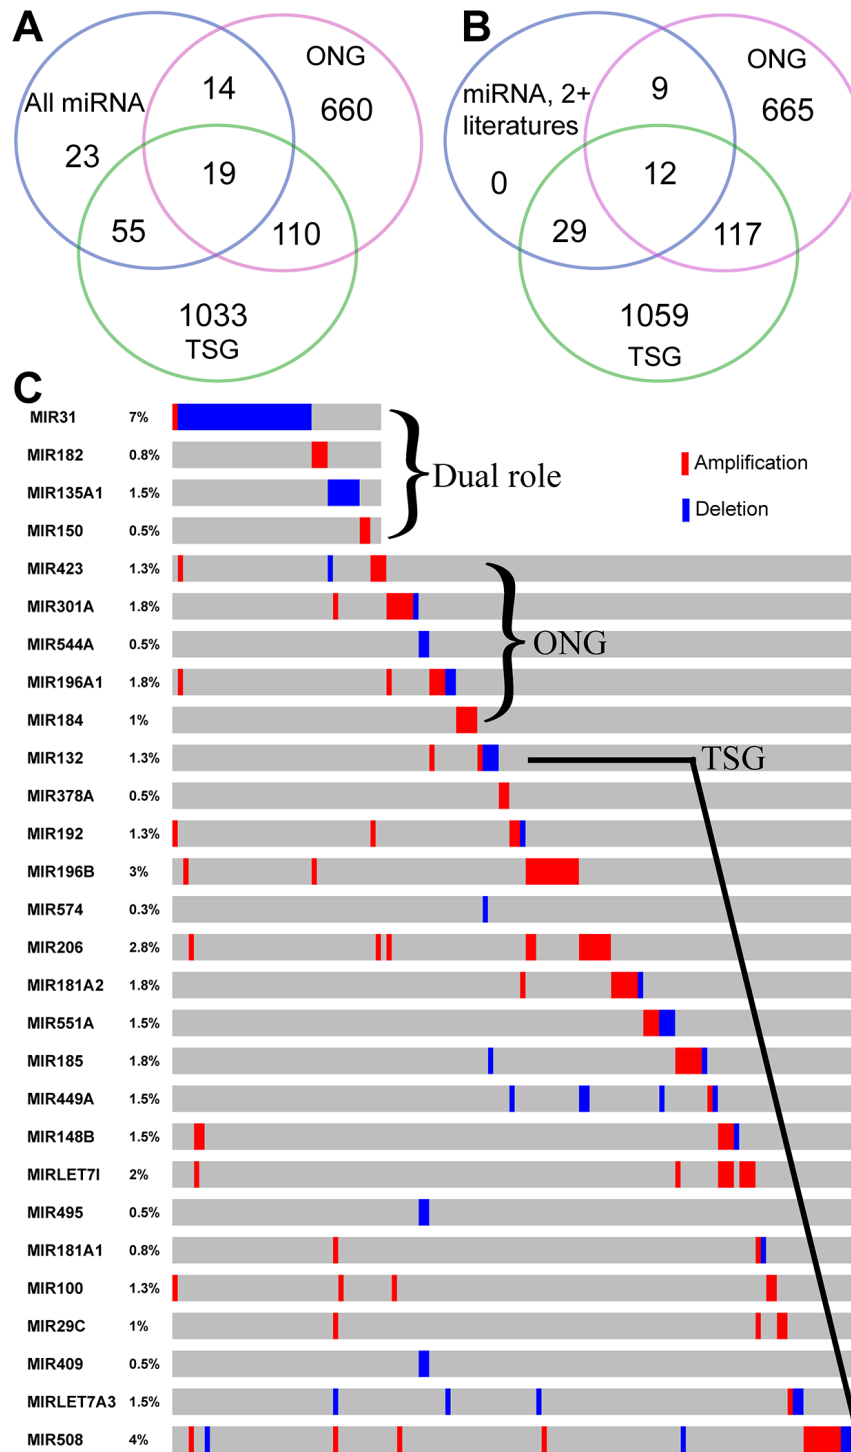 A
All miRNA
14
ONG
660
23
19
55
110
1033
TSG
B
miRNA, 2+
literatures
9
ONG
665
0
12
29
117
1059
TSG
C
MIR31 7%
MIR182 0.8%
MIR135A1 1.5%
MIR150 0.5%
Dual role
Amplification
Deletion
MIR423 1.3%
MIR301A 1.8%
MIR544A 0.5%
ONG
MIR196A1 1.8%
MIR184 1%
MIR132 1.3%
TSG
MIR378A 0.5%
MIR192 1.3%
MIR196B 3%
MIR574 0.3%
MIR206 2.8%
MIR181A2 1.8%
MIR551A 1.5%
MIR185 1.8%
MIR449A 1.5%
MIR148B 1.5%
MIRLET7I 2%
MIR495 0.5%
MIR181A1 0.8%
MIR100 1.3%
MIR29C 1%
MIR409 0.5%
MIRLET7A3 1.5%
MIR508 4%